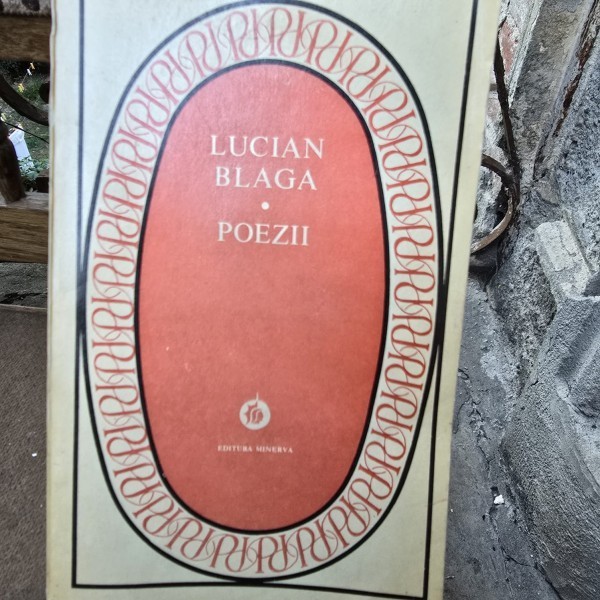 LUCIAN
BLAGA
POEZII
EDITURA MINERVA